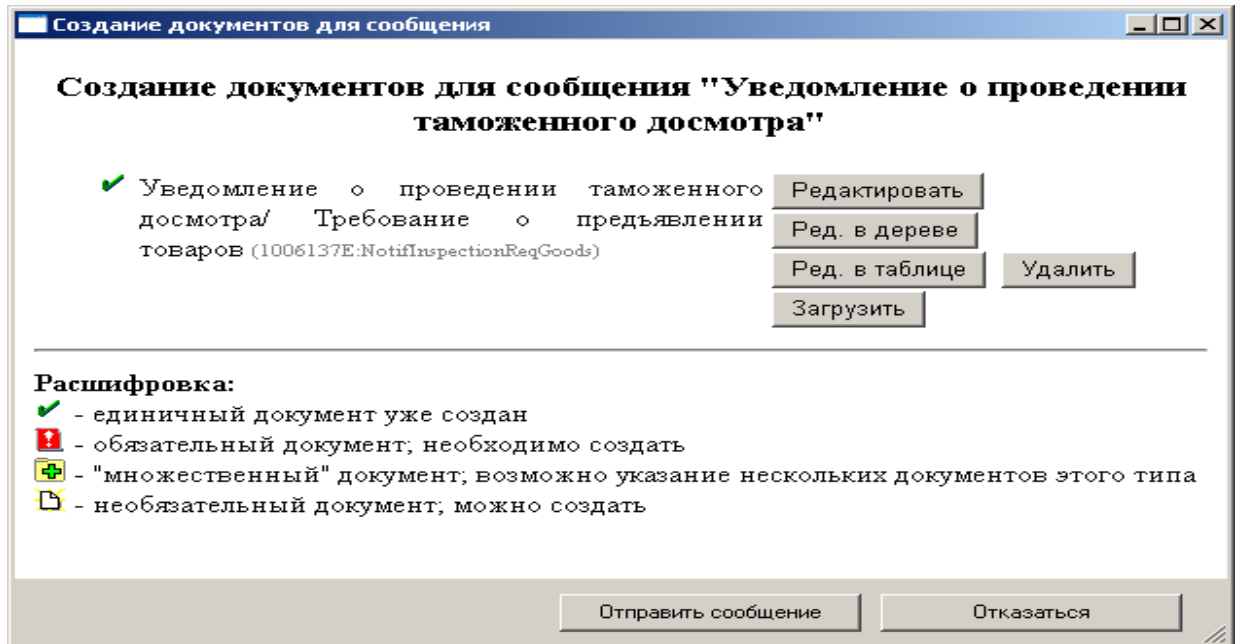 Создание документов для сообщения
Создание документов для сообщения "Уведомление о проведении
таможенного досмотра"
Уведомление о проведении таможенного
досмотра/ Требование о предъявлении
товаров (1006137E:NotifInspectionReqGoods)
Редактировать
Ред. в дереве
Ред. в таблице Удалить
Загрузить
Расшифровка:
- единичный документ уже создан
- обязательный документ; необходимо создать
- "множественный" документ; возможно указание нескольких документов этого типа
- необязательный документ; можно создать
Отправить сообщение Отказаться